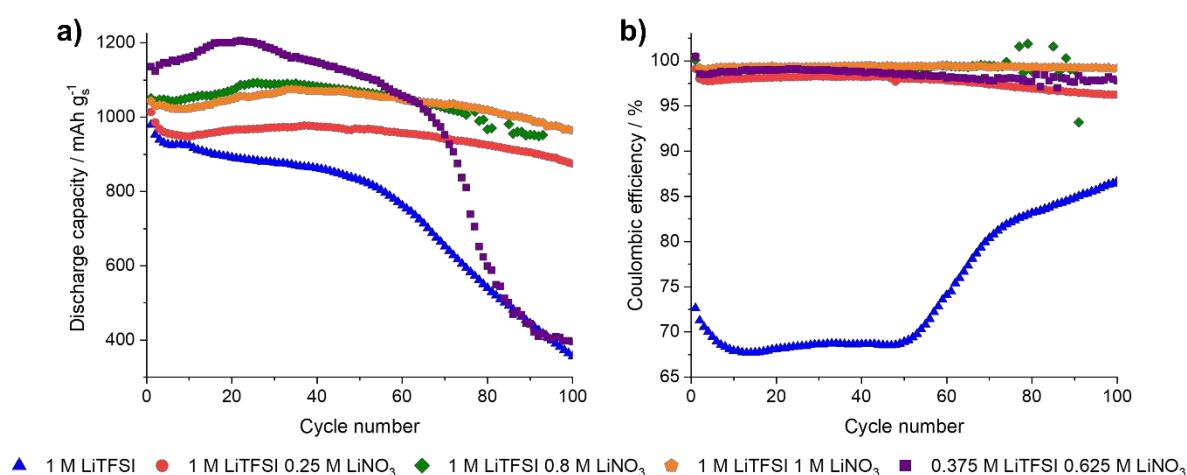 a)
1200
1000
800
600
400
0
20
40
60
80
100
Discharge capacity / mAh gₛ⁻¹
Cycle number
b)
100
95
90
85
80
75
70
65
0
20
40
60
80
100
Coulombic efficiency / %
Cycle number
1 M LiTFSI
1 M LiTFSI 0.25 M LiNO₃
1 M LiTFSI 0.8 M LiNO₃
1 M LiTFSI 1 M LiNO₃
0.375 M LiTFSI 0.625 M LiNO₃